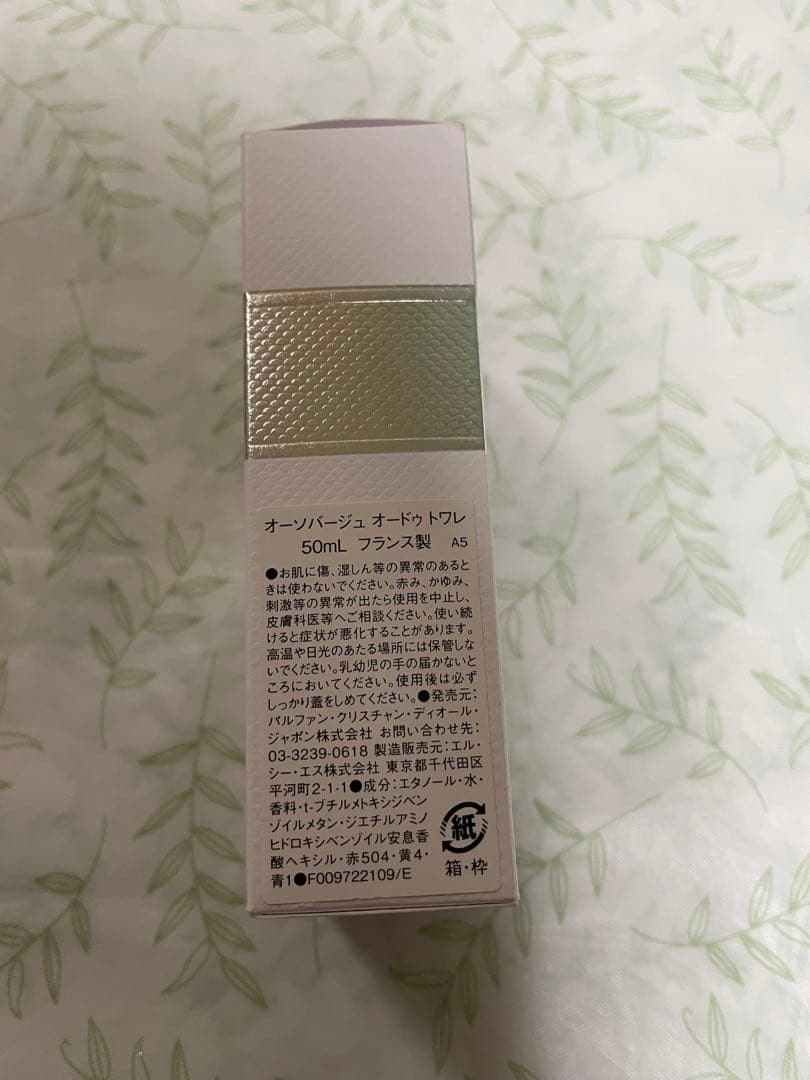 オーソバージュ オードゥ トワレ
50mL フランス製 A5
●お肌に傷、湿しん等の異常のあると
きは使わないでください。赤み、かゆみ、
刺激等の異常が出たら使用を中止し、
皮膚科医等へご相談ください。使い続
けると症状が悪化することがあります。
高温や日光のあたる場所には保管しな
いでください。乳幼児の手の届かないと
ころにおいてください。使用後は必ず
しっかり蓋をしめてください。●発売元:
パルファン・クリスチャン・ディオール・
ジャポン株式会社 お問い合わせ先:
03-3239-0618 製造販売元:エル・
シー・エス株式会社 東京都千代田区
平河町2-1-1●成分:エタノール・水・
香料・t-ブチルメトキシジベン
ゾイルメタン・ジエチルアミノ
ヒドロキシベンゾイル安息香
酸ヘキシル・赤504・黄4・
青1●F009722109/E
紙
箱・枠